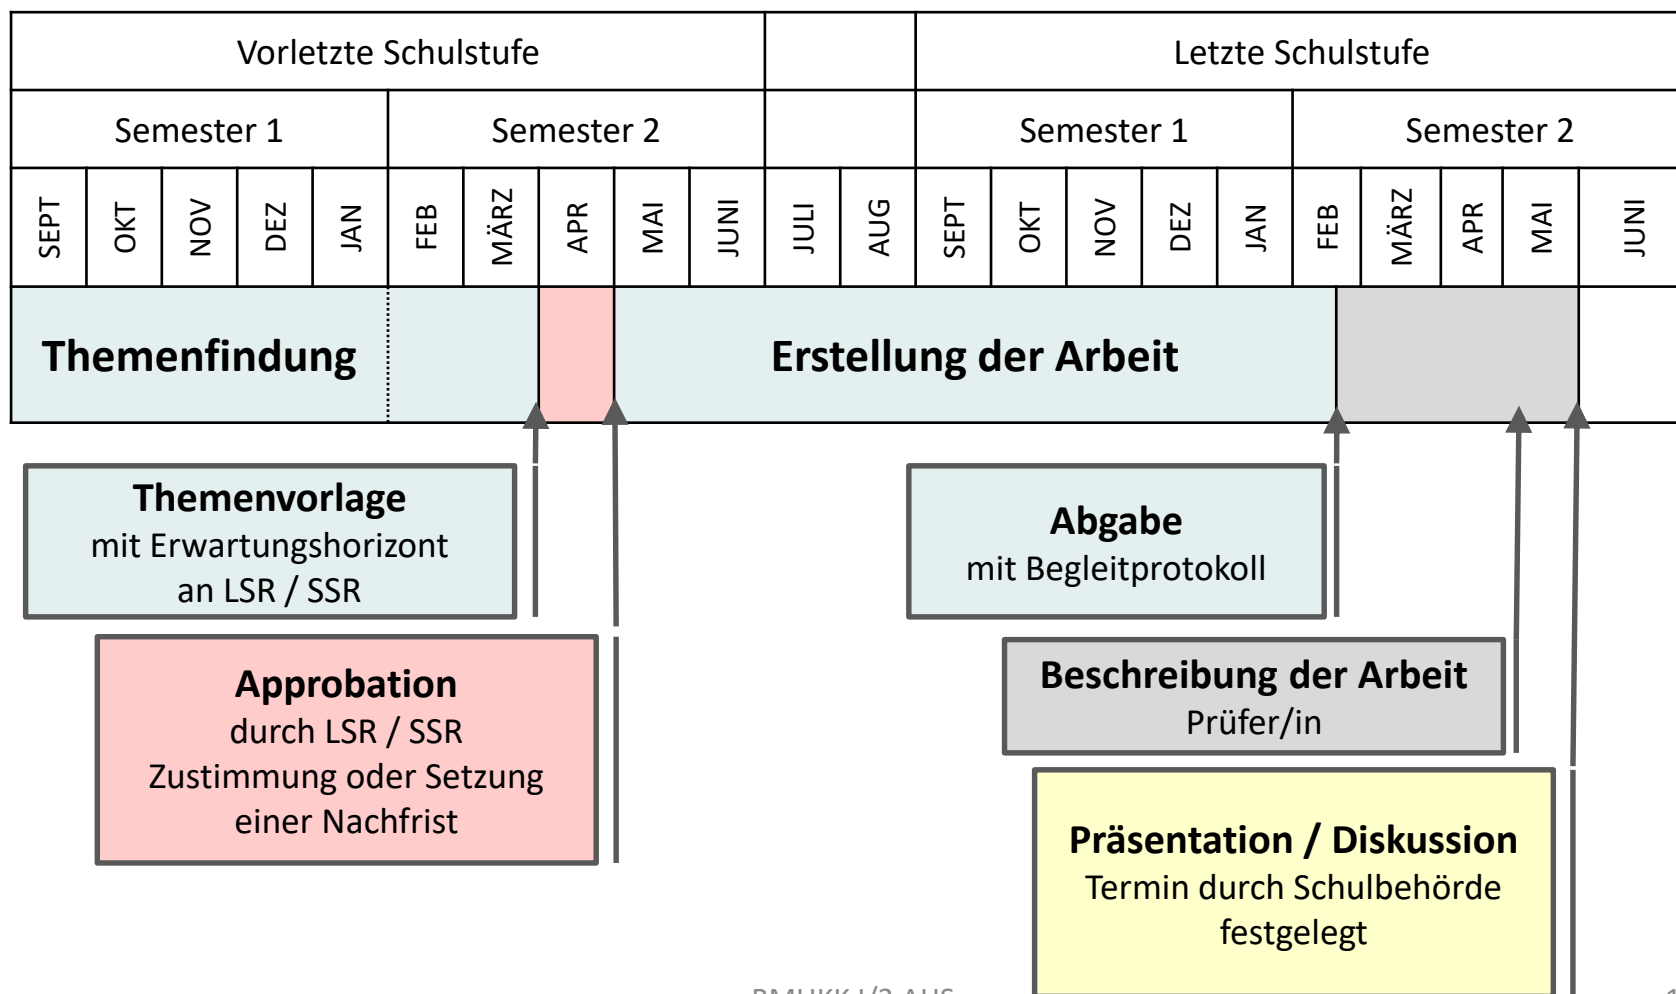 Vorletzte Schulstufe
Letzte Schulstufe
Semester 1
Semester 2
Semester 1
Semester 2
SEPT
OKT
NOV
DEZ
JAN
FEB
MÄRZ
APR
MAI
JUNI
JULI
AUG
SEPT
OKT
NOV
DEZ
JAN
FEB
MÄRZ
APR
MAI
JUNI
Themenfindung
Erstellung der Arbeit
Themenvorlage
mit Erwartungshorizont
an LSR / SSR
Abgabe
mit Begleitprotokoll
Approbation
durch LSR / SSR
Zustimmung oder Setzung
einer Nachfrist
Beschreibung der Arbeit
Prüfer/in
Präsentation / Diskussion
Termin durch Schulbehörde
festgelegt